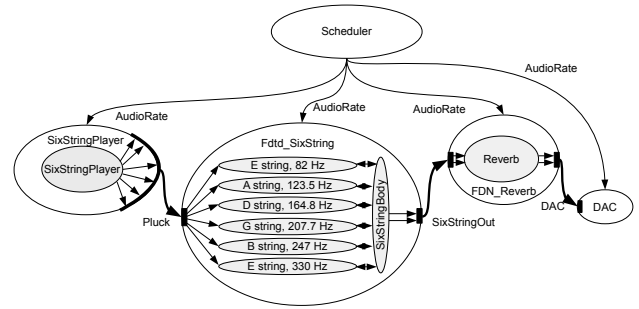 Scheduler
AudioRate
AudioRate
AudioRate
AudioRate
SixStringPlayer
SixStringPlayer
Pluck
Fdtd_SixString
E string, 82 Hz
A string, 123.5 Hz
D string, 164.8 Hz
G string, 207.7 Hz
B string, 247 Hz
E string, 330 Hz
SixStringBody
SixStringOut
Reverb
FDN_Reverb
DAC
DAC